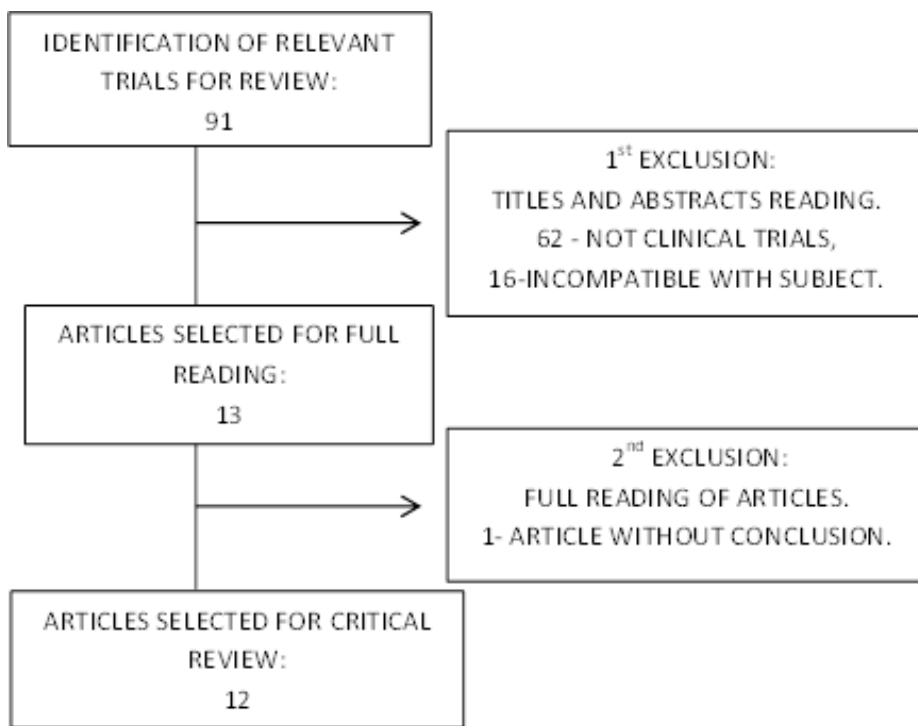 IDENTIFICATION OF RELEVANT
TRIALS FOR REVIEW:
91
1st EXCLUSION:
TITLES AND ABSTRACTS READING.
62 - NOT CLINICAL TRIALS,
16-INCOMPATIBLE WITH SUBJECT.
ARTICLES SELECTED FOR FULL
READING:
13
2nd EXCLUSION:
FULL READING OF ARTICLES.
1- ARTICLE WITHOUT CONCLUSION.
ARTICLES SELECTED FOR CRITICAL
REVIEW:
12